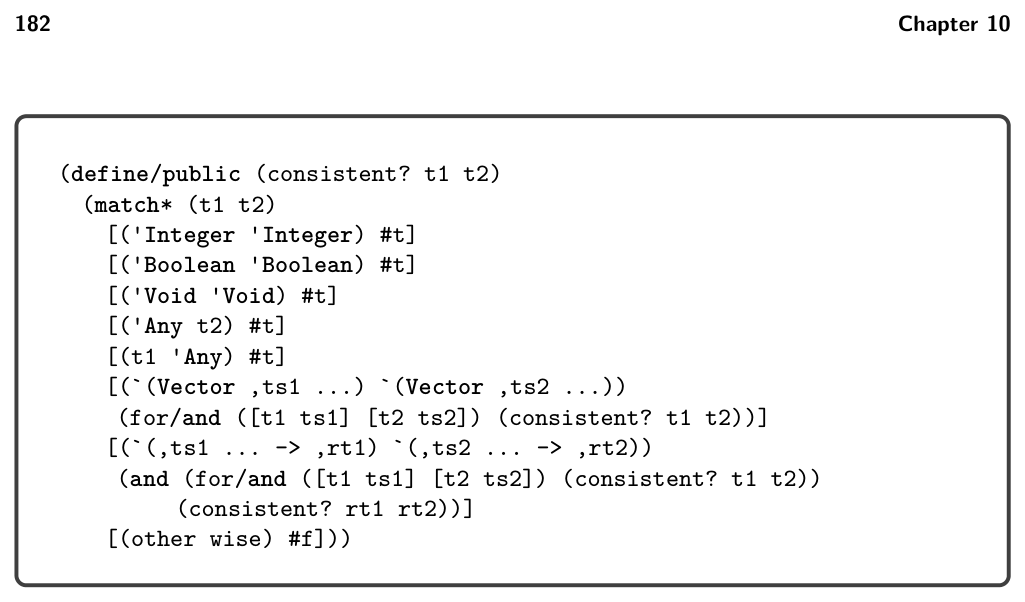 182 Chapter 10
(define/public (consistent? t1 t2)
(match* (t1 t2)
[('Integer 'Integer) #t]
[('Boolean 'Boolean) #t]
[('Void 'Void) #t]
[('Any t2) #t]
[(t1 'Any) #t]
[(`(Vector ,ts1 ...) `(Vector ,ts2 ...))
(for/and ([t1 ts1] [t2 ts2]) (consistent? t1 t2))]
[(`(,ts1 ... -> ,rt1) `(,ts2 ... -> ,rt2))
(and (for/and ([t1 ts1] [t2 ts2]) (consistent? t1 t2))
(consistent? rt1 rt2))]
[(other wise) #f]))